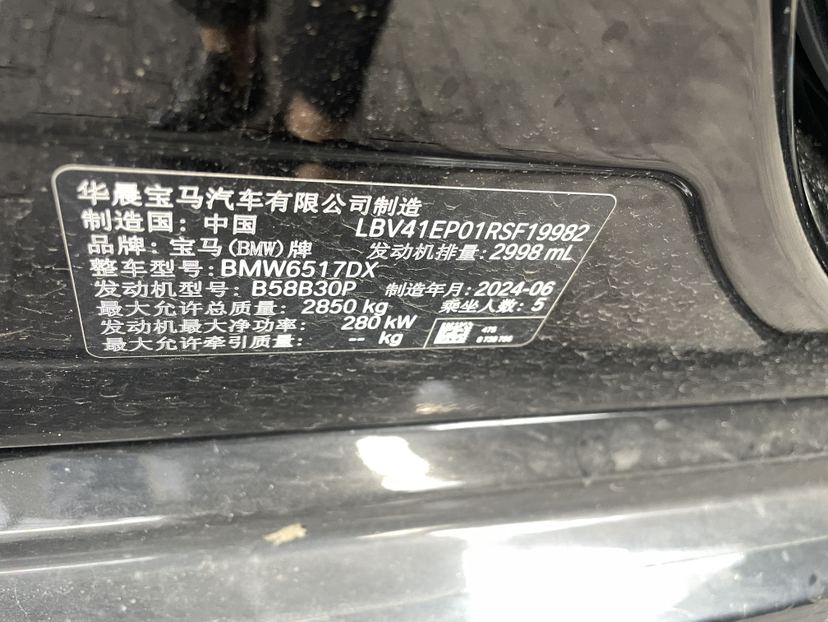 华晨宝马汽车有限公司制造
制造国：中国 LBV41EP01RSF19982
品牌：宝马(BMW)牌 发动机排量：2998 mL
整车型号：BMW6517DX
发动机型号：B58B30P 制造年月：2024-06
最大允许总质量：2850 kg 乘坐人数：5
发动机最大净功率：280 kW
最大允许牵引质量：-- kg